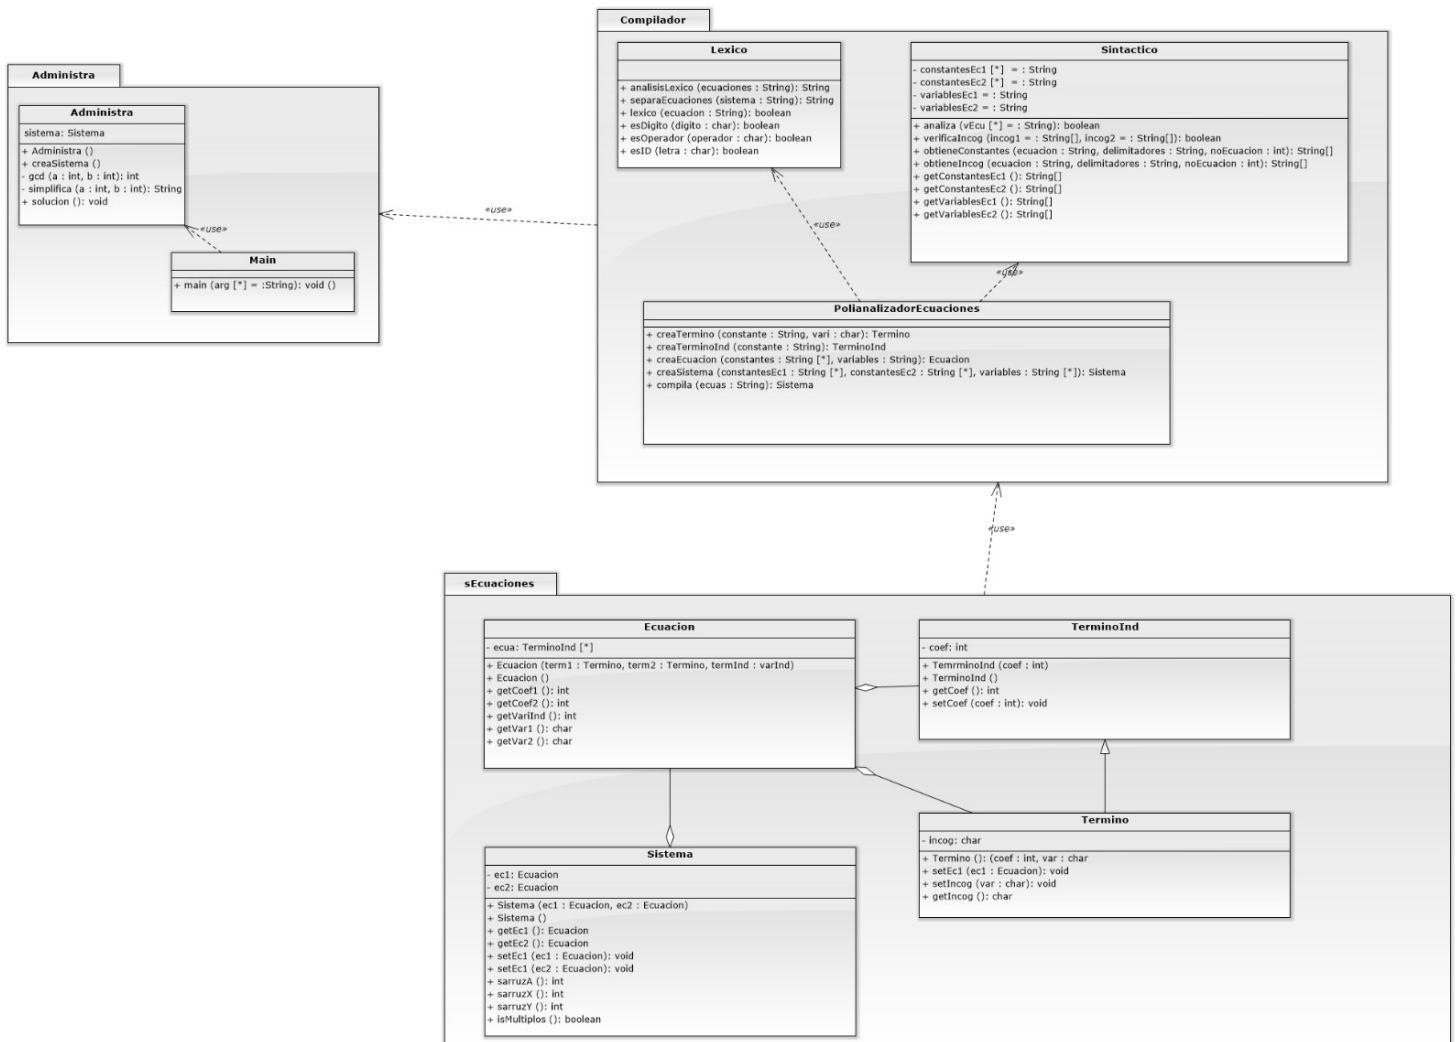 Administra
Administra
sistema: Sistema
+ Administra ()
+ creaSistema ()
- gcd (a : int, b : int): int
- simplifica (a : int, b : int): String
+ solucion (): void
«use»
Main
+ main (arg [*] = :String): void ()
«use»
Compilador
Lexico
+ analisisLexico (ecuaciones : String): String
+ separaEcuaciones (sistema : String): String
+ lexico (ecuacion : String): boolean
+ esDigito (digito : char): boolean
+ esOperador (operador : char): boolean
+ esID (letra : char): boolean
Sintactico
- constantesEc1 [*] = : String
- constantesEc2 [*] = : String
- variablesEc1 = : String
- variablesEc2 = : String
+ analiza (vEcu [*] = : String): boolean
+ verificaIncog (incog1 = : String[], incog2 = : String[]): boolean
+ obtieneConstantes (ecuacion : String, delimitadores : String, noEcuacion : int): String[]
+ obtieneIncog (ecuacion : String, delimitadores : String, noEcuacion : int): String[]
+ getConstantesEc1 (): String[]
+ getConstantesEc2 (): String[]
+ getVariablesEc1 (): String[]
+ getVariablesEc2 (): String[]
«use»
«use»
PolianalizadorEcuaciones
+ creaTermino (constante : String, vari : char): Termino
+ creaTerminoInd (constante : String): TerminoInd
+ creaEcuacion (constantes : String [*], variables : String): Ecuacion
+ creaSistema (constantesEc1 : String [*], constantesEc2 : String [*], variables : String [*]): Sistema
+ compila (ecuas : String): Sistema
«use»
sEcuaciones
Ecuacion
- ecua: TerminoInd [*]
+ Ecuacion (term1 : Termino, term2 : Termino, termInd : varInd)
+ Ecuacion ()
+ getCoef1 (): int
+ getCoef2 (): int
+ getVariInd (): int
+ getVar1 (): char
+ getVar2 (): char
TerminoInd
- coef: int
+ TemrminoInd (coef : int)
+ TerminoInd ()
+ getCoef (): int
+ setCoef (coef : int): void
Termino
- incog: char
+ Termino (): (coef : int, var : char
+ setEc1 (ec1 : Ecuacion): void
+ setIncog (var : char): void
+ getIncog (): char
Sistema
- ec1: Ecuacion
- ec2: Ecuacion
+ Sistema (ec1 : Ecuacion, ec2 : Ecuacion)
+ Sistema ()
+ getEc1 (): Ecuacion
+ getEc2 (): Ecuacion
+ setEc1 (ec1 : Ecuacion): void
+ setEc1 (ec2 : Ecuacion): void
+ sarruzA (): int
+ sarruzX (): int
+ sarruzY (): int
+ isMultiplos (): boolean